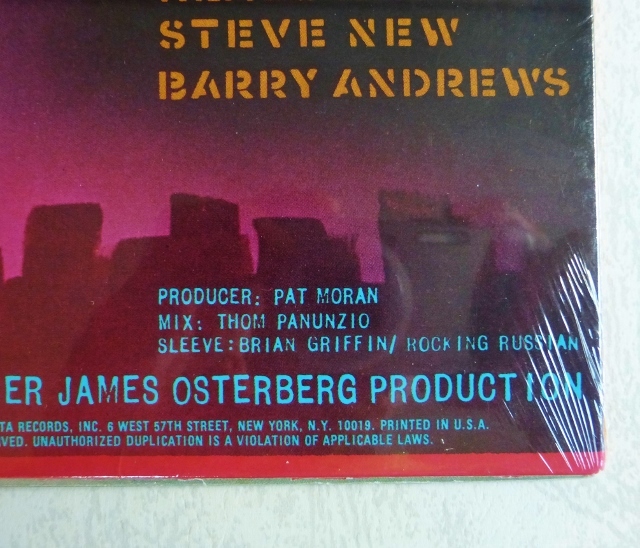 STEVE NEW
BARRY ANDREWS
PRODUCER: PAT MORAN
MIX: THOM PANUNZIO
SLEEVE: BRIAN GRIFFIN/ ROCKING RUSSIAN
ER JAMES OSTERBERG PRODUCTION
TA RECORDS, INC. 6 WEST 57TH STREET, NEW YORK, N.Y. 10019. PRINTED IN U.S.A.
VED. UNAUTHORIZED DUPLICATION IS A VIOLATION OF APPLICABLE LAWS.